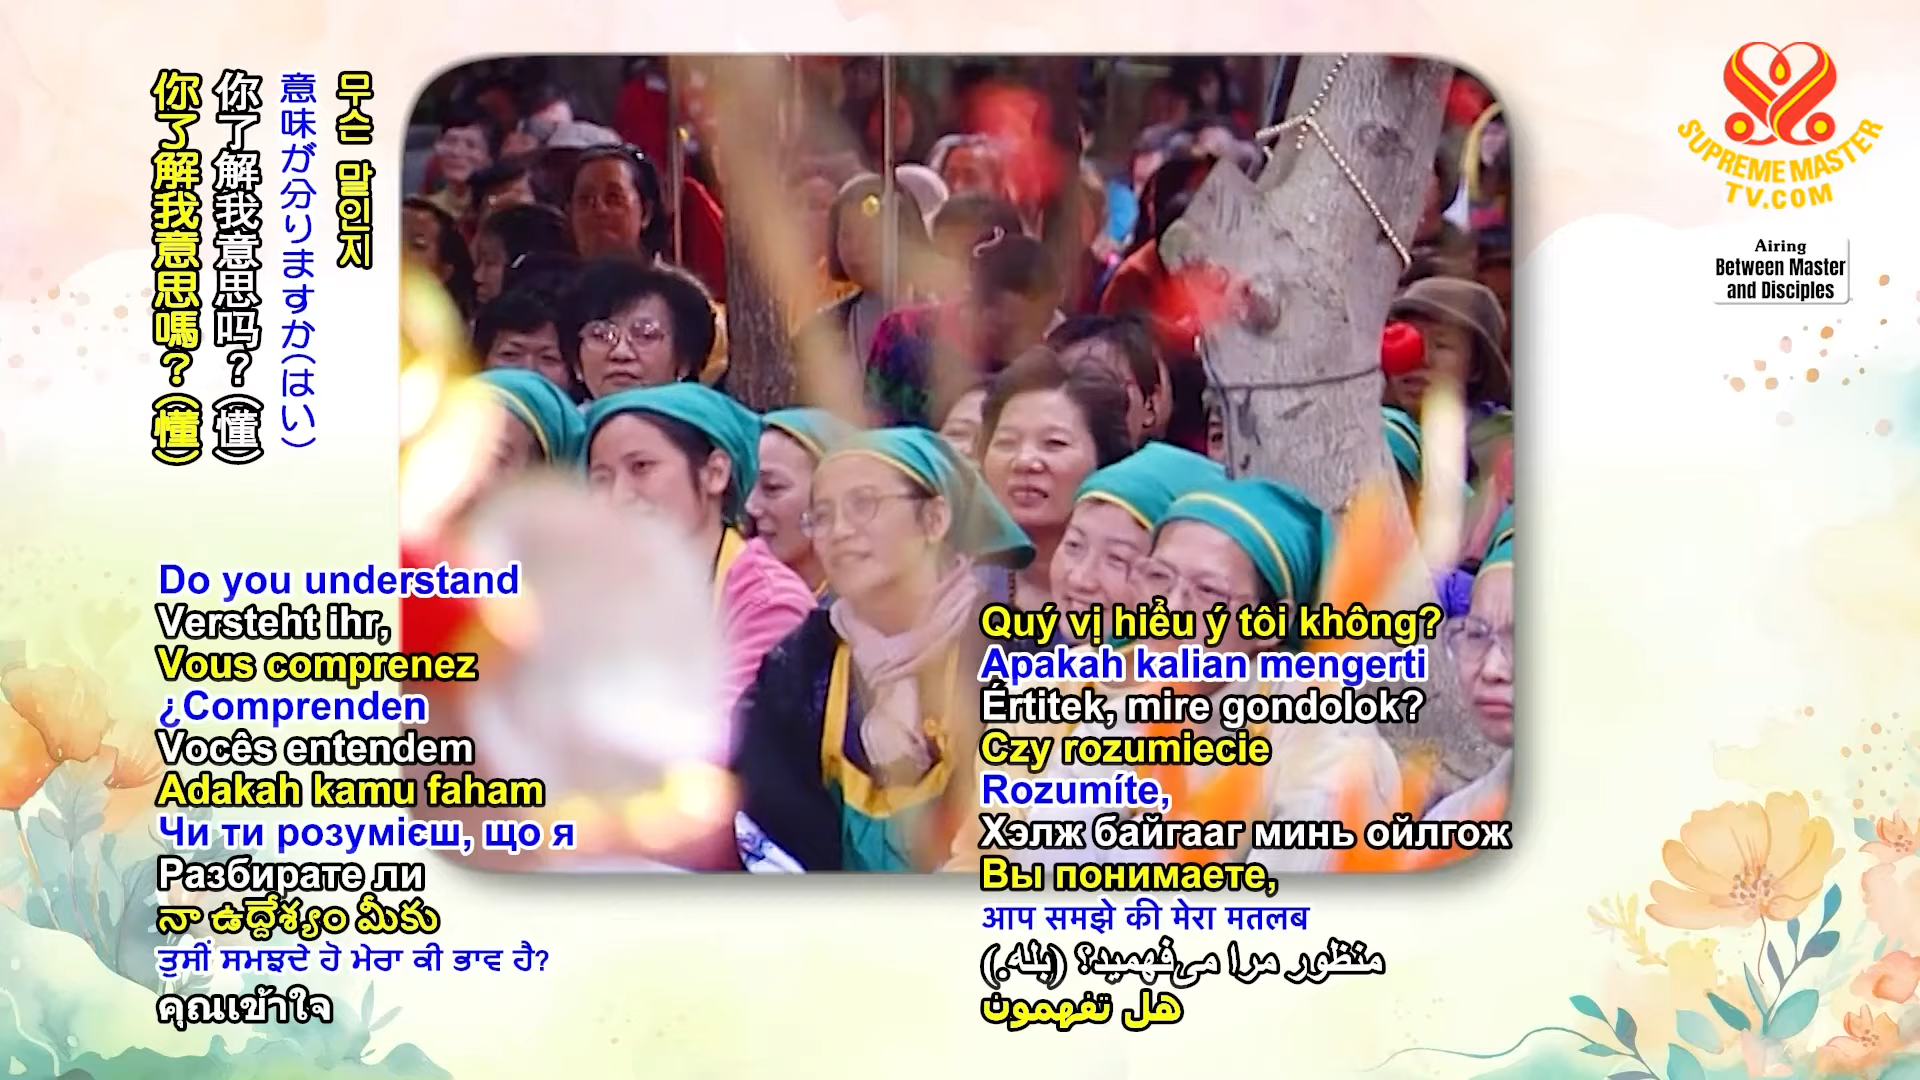 무슨 말인지
意味が分りますか(はい)
你了解我意思吗？(懂)
你了解我意思嗎？(懂)
SUPREME MASTER
TV.COM
Airing
Between Master
and Disciples
Do you understand
Versteht ihr,
Vous comprenez
¿Comprenden
Vocês entendem
Adakah kamu faham
Чи ти розумієш, що я
Разбирате ли
నా ఉద్దేశ్యం మీకు
ਤੁਸੀਂ ਸਮਝਦੇ ਹੋ ਮੇਰਾ ਕੀ ਭਾਵ ਹੈ?
คุณเข้าใจ
Quý vị hiểu ý tôi không?
Apakah kalian mengerti
Értitek, mire gondolok?
Czy rozumiecie
Rozumíte,
Хэлж байгааг минь ойлгож
Вы понимаете,
आप समझे की मेरा मतलब
منظور مرا می‌فهمید؟ (بله.)
هل تفهمون